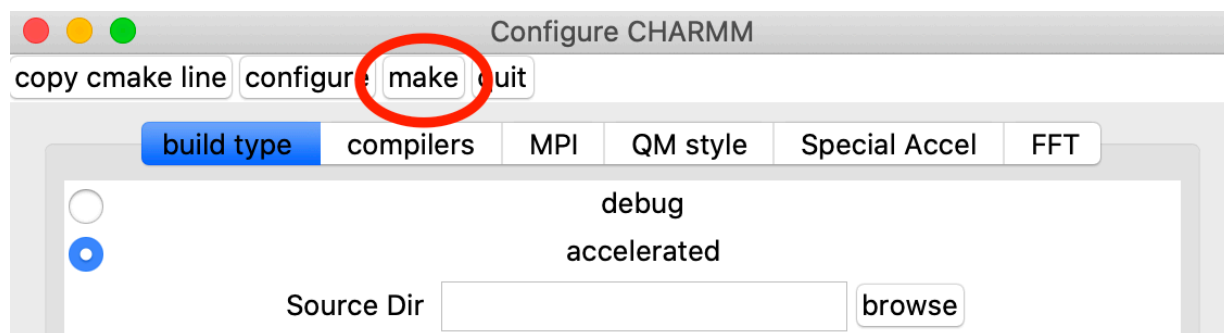 Configure CHARMM
copy cmake line configure make quit
build type compilers MPI QM style Special Accel FFT
debug
accelerated
Source Dir browse